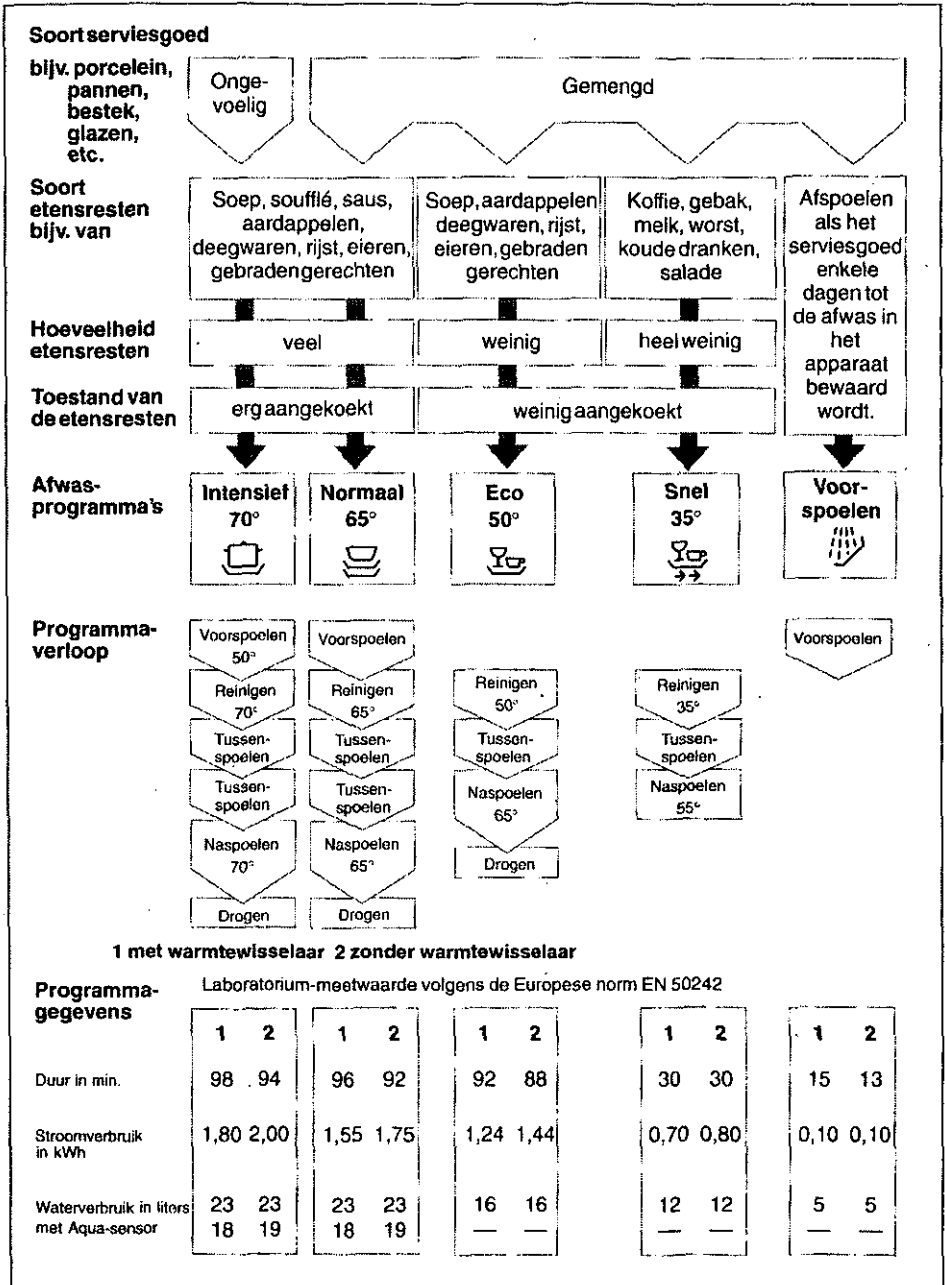 Soort serviesgoed
bijv. porcelein,
pannen,
bestek,
glazen,
etc.
Onge-
voelig
Gemengd
Soort
etensresten
bijv. van
Soep, soufflé, saus,
aardappelen,
deegwaren, rijst, eieren,
gebraden gerechten
Soep, aardappelen
deegwaren, rijst,
eieren, gebraden
gerechten
Koffie, gebak,
melk, worst,
koude dranken,
salade
Afspoelen
als het
serviesgoed
enkele
dagen tot
de afwas in
het
apparaat
bewaard
wordt.
Hoeveelheid
etensresten
veel
weinig
heel weinig
Toestand van
de etensresten
erg aangekoekt
weinig aangekoekt
Afwas-
programma's
Intensief
70°
Normaal
65°
Eco
50°
Snel
35°
Voor-
spoelen
Programma-
verloop
Voorspoelen
50°
Reinigen
70°
Tussen-
spoelen
Tussen-
spoelen
Naspoelen
70°
Drogen
Voorspoelen
Reinigen
65°
Tussen-
spoelen
Tussen-
spoelen
Naspoelen
65°
Drogen
Reinigen
50°
Tussen-
spoelen
Naspoelen
65°
Drogen
Reinigen
35°
Tussen-
spoelen
Naspoelen
55°
Voorspoelen
1 met warmtewisselaar 2 zonder warmtewisselaar
Programma-
gegevens
Laboratorium-meetwaarde volgens de Europese norm EN 50242
1 2 1 2 1 2 1 2 1 2
Duur in min. 98 94 96 92 92 88 30 30 15 13
Stroomverbruik
in kWh 1,80 2,00 1,55 1,75 1,24 1,44 0,70 0,80 0,10 0,10
Waterverbruik in liters 23 23 23 23 16 16 12 12 5 5
met Aqua-sensor 18 19 18 19 — — — — — —